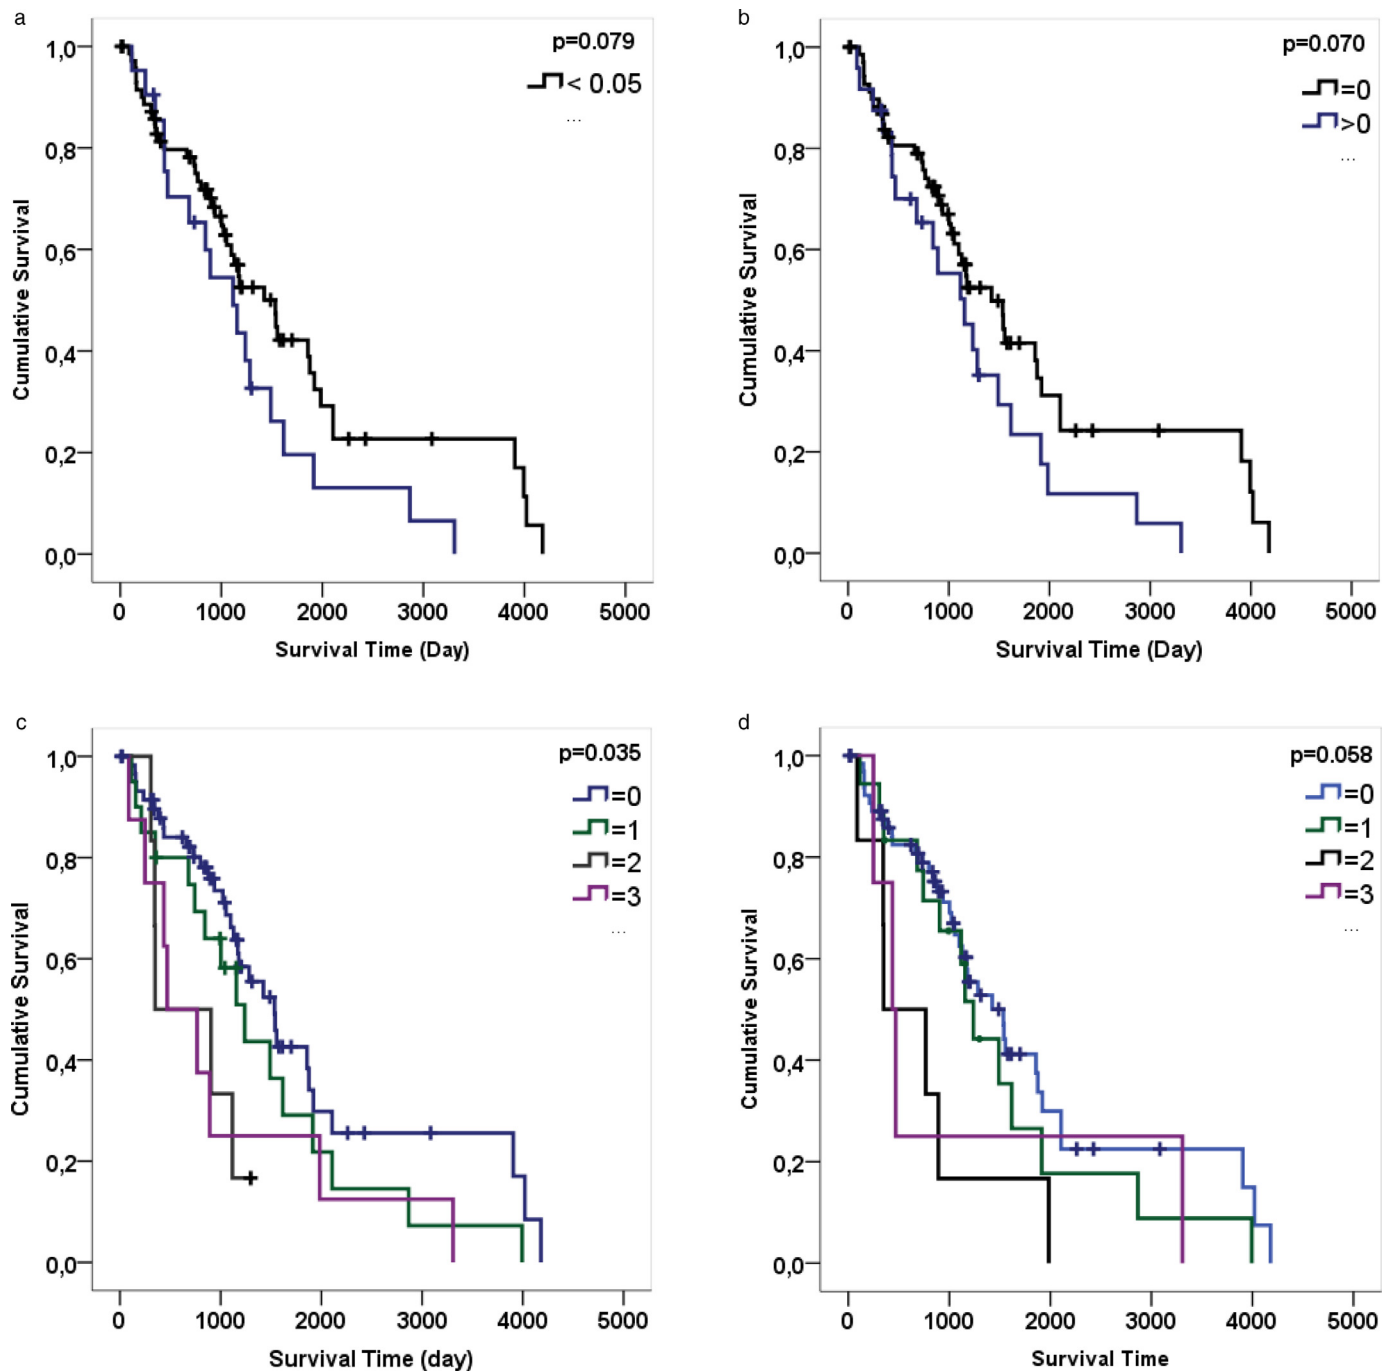 a
p=0.079
< 0.05
...
Cumulative Survival
1,0
0,8
0,6
0,4
0,2
0,0
0 1000 2000 3000 4000 5000
Survival Time (Day)
b
p=0.070
=0
>0
...
Cumulative Survival
1,0
0,8
0,6
0,4
0,2
0,0
0 1000 2000 3000 4000 5000
Survival Time (Day)
c
p=0.035
=0
=1
=2
=3
...
Cumulative Survival
1,0
0,8
0,6
0,4
0,2
0,0
0 1000 2000 3000 4000 5000
Survival Time (day)
d
p=0.058
=0
=1
=2
=3
...
Cumulative Survival
1,0
0,8
0,6
0,4
0,2
0,0
0 1000 2000 3000 4000 5000
Survival Time